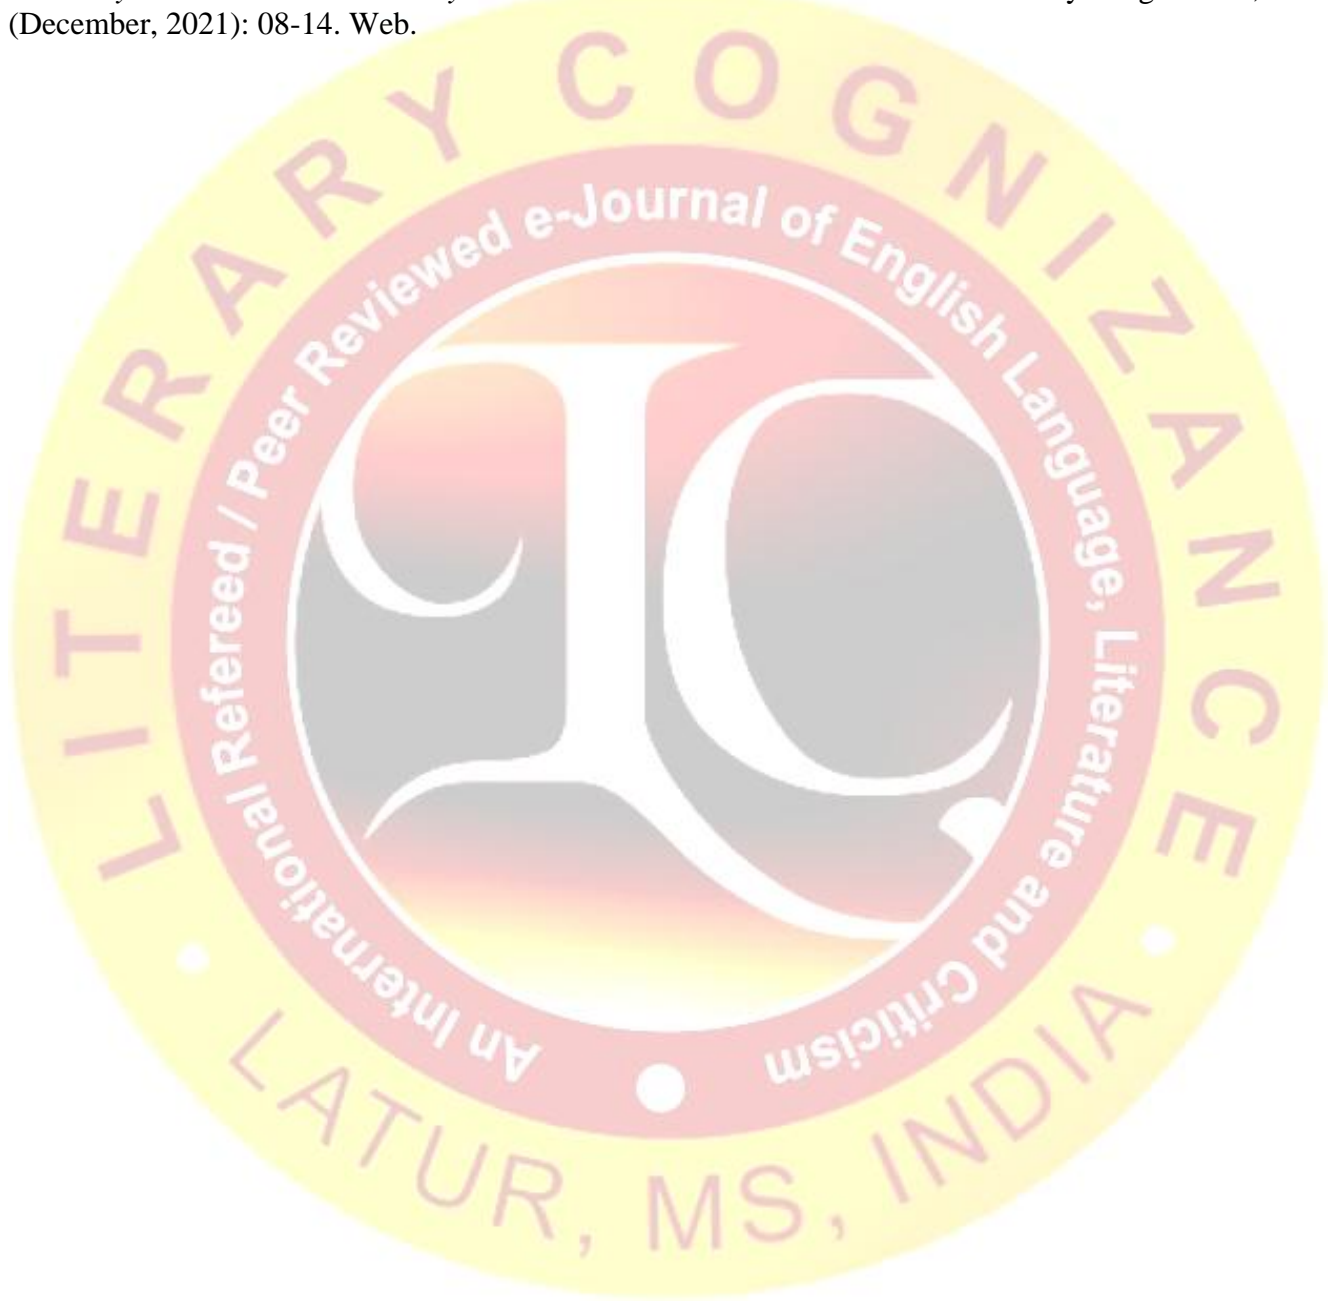 (December, 2021): 08-14. Web.
LITERARY COGNIZANCE
An International Refereed / Peer Reviewed e-Journal of English Language, Literature and Criticism
LATUR, MS, INDIA